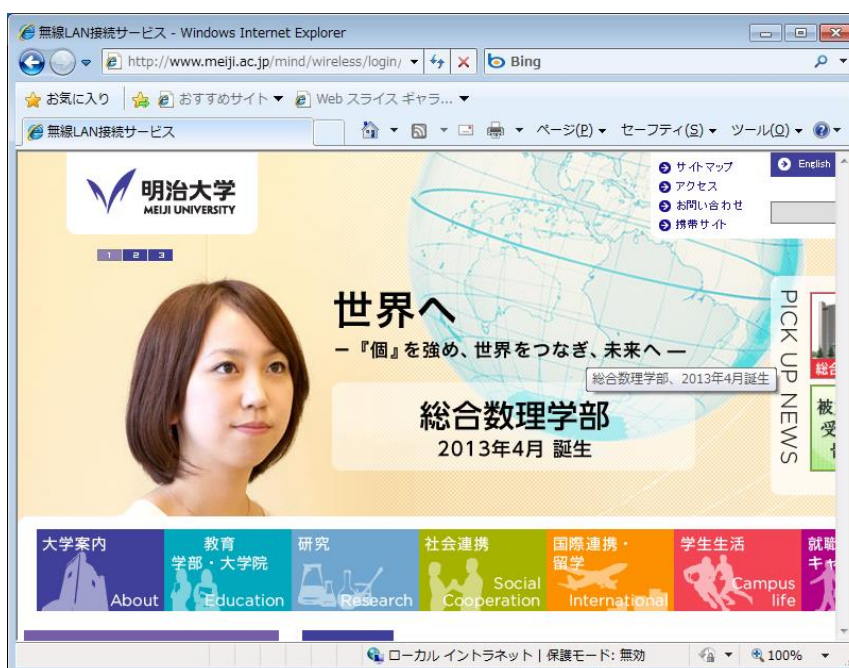 無線LAN接続サービス - Windows Internet Explorer
http://www.meiji.ac.jp/mind/wireless/login/
Bing
お気に入り
おすすめサイト
Web スライス ギャラ...
無線LAN接続サービス
ページ(P)
セーフティ(S)
ツール(O)
明治大学
MEIJI UNIVERSITY
サイトマップ
アクセス
お問い合わせ
携帯サイト
English
1 2 3
世界へ
―『個』を強め、世界をつなぎ、未来へ―
総合数理学部、2013年4月誕生
総合数理学部
2013年4月 誕生
PICK UP NEWS
総合
被
受
大学案内
About
教育
学部・大学院
Education
研究
Research
社会連携
Social
Cooperation
国際連携・
留学
International
学生生活
Campus
life
就職
キャ
ローカル イントラネット | 保護モード: 無効
100%